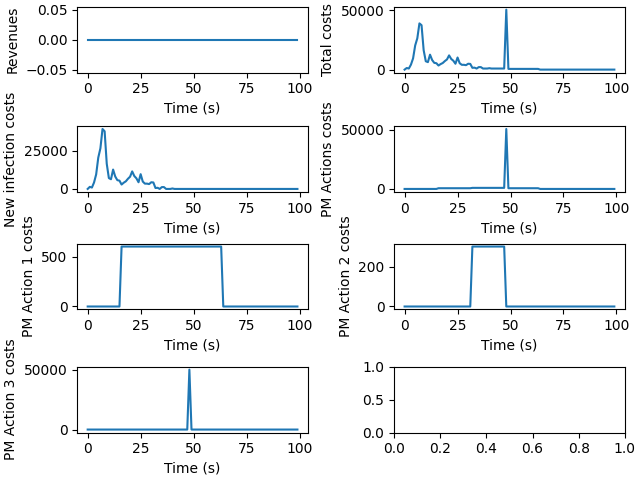 Revenues
0.05
0.00
−0.05
0 25 50 75 100
Time (s)
Total costs
50000
0
0 25 50 75 100
Time (s)
New infection costs
25000
0
0 25 50 75 100
Time (s)
PM Actions costs
50000
0
0 25 50 75 100
Time (s)
PM Action 1 costs
500
0
0 25 50 75 100
Time (s)
PM Action 2 costs
200
0
0 25 50 75 100
Time (s)
PM Action 3 costs
50000
0
0 25 50 75 100
Time (s)
1.0
0.5
0.0
0.0 0.2 0.4 0.6 0.8 1.0